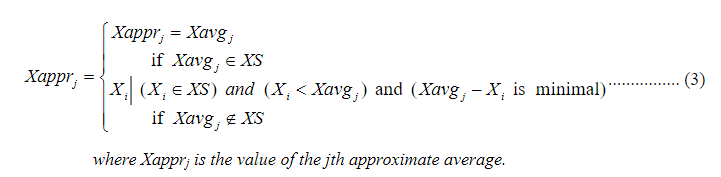 Xappr_j = Xavg_j
if Xavg_j ∈ XS
Xappr_j = { X_i | (X_i ∈ XS) and (X_i < Xavg_j) and (Xavg_j − X_i is minimal) ................ (3)
if Xavg_j ∉ XS
where Xappr_j is the value of the jth approximate average.